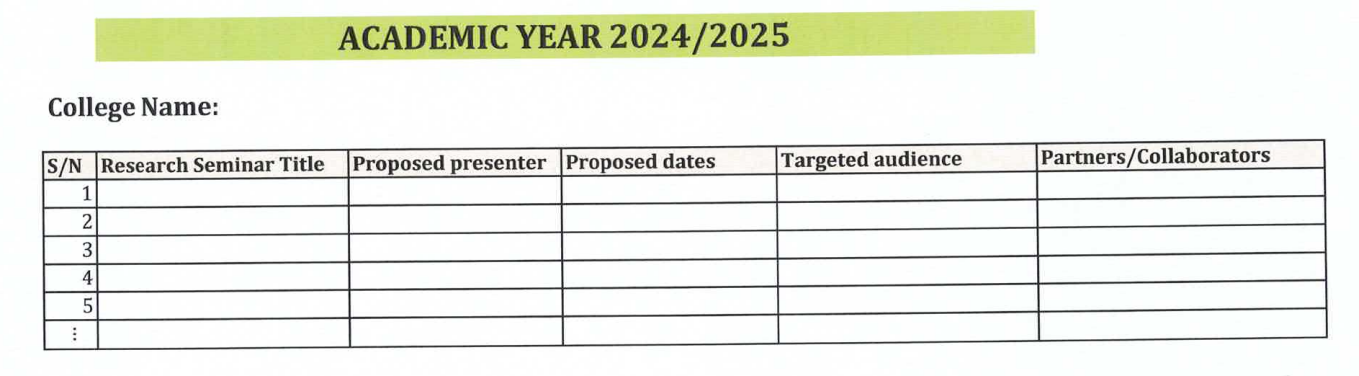 ACADEMIC YEAR 2024/2025
College Name:
S/N Research Seminar Title Proposed presenter Proposed dates Targeted audience Partners/Collaborators
1
2
3
4
5
⋮